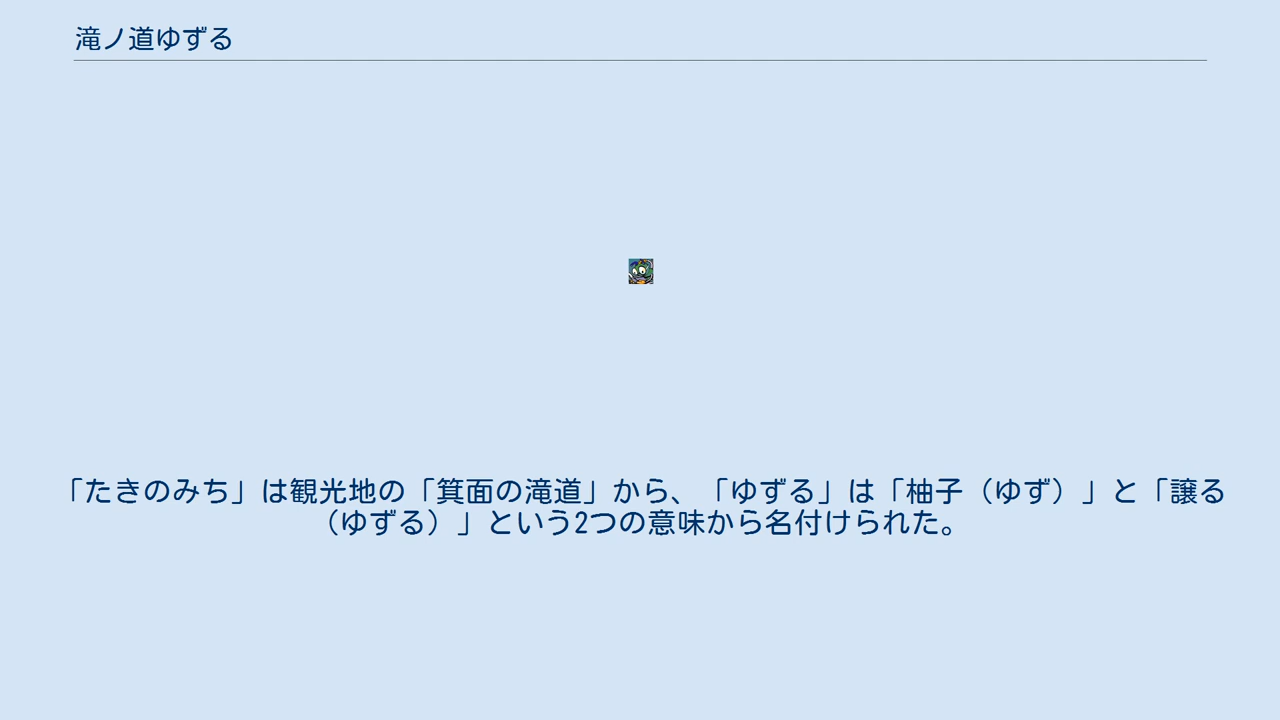 滝ノ道ゆずる
「たきのみち」は観光地の「箕面の滝道」から、「ゆずる」は「柚子（ゆず）」と「譲る
（ゆずる）」という2つの意味から名付けられた。